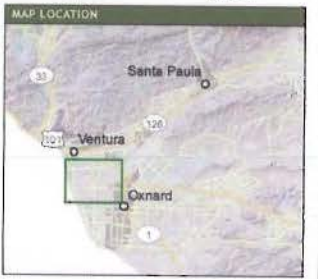 MAP LOCATION
33
Santa Paula
126
101
Ventura
Oxnard
1